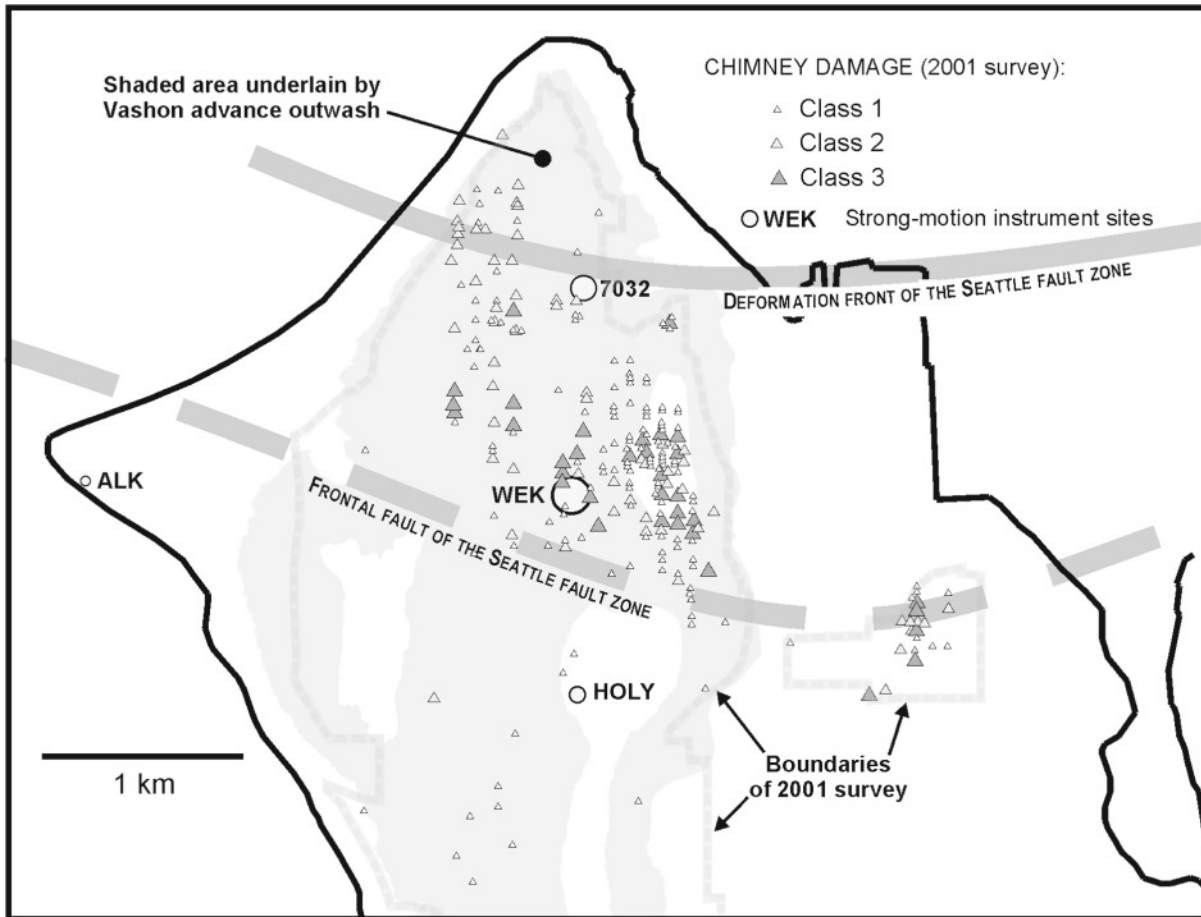 Shaded area underlain by
Vashon advance outwash
CHIMNEY DAMAGE (2001 survey):
Class 1
Class 2
Class 3
WEK Strong-motion instrument sites
7032
DEFORMATION FRONT OF THE SEATTLE FAULT ZONE
ALK
WEK
FRONTAL FAULT OF THE SEATTLE FAULT ZONE
HOLY
1 km
Boundaries
of 2001 survey